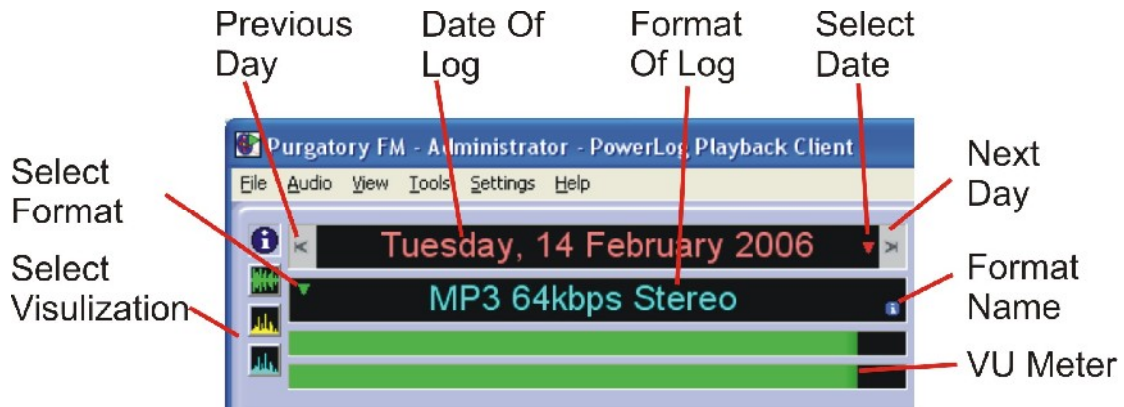 Previous
Day
Date Of
Log
Format
Of Log
Select
Date
Purgatory FM - Administrator - PowerLog Playback Client
File Audio View Tools Settings Help
Next
Day
Select
Format
Tuesday, 14 February 2006
Select
Visulization
MP3 64kbps Stereo
Format
Name
VU Meter